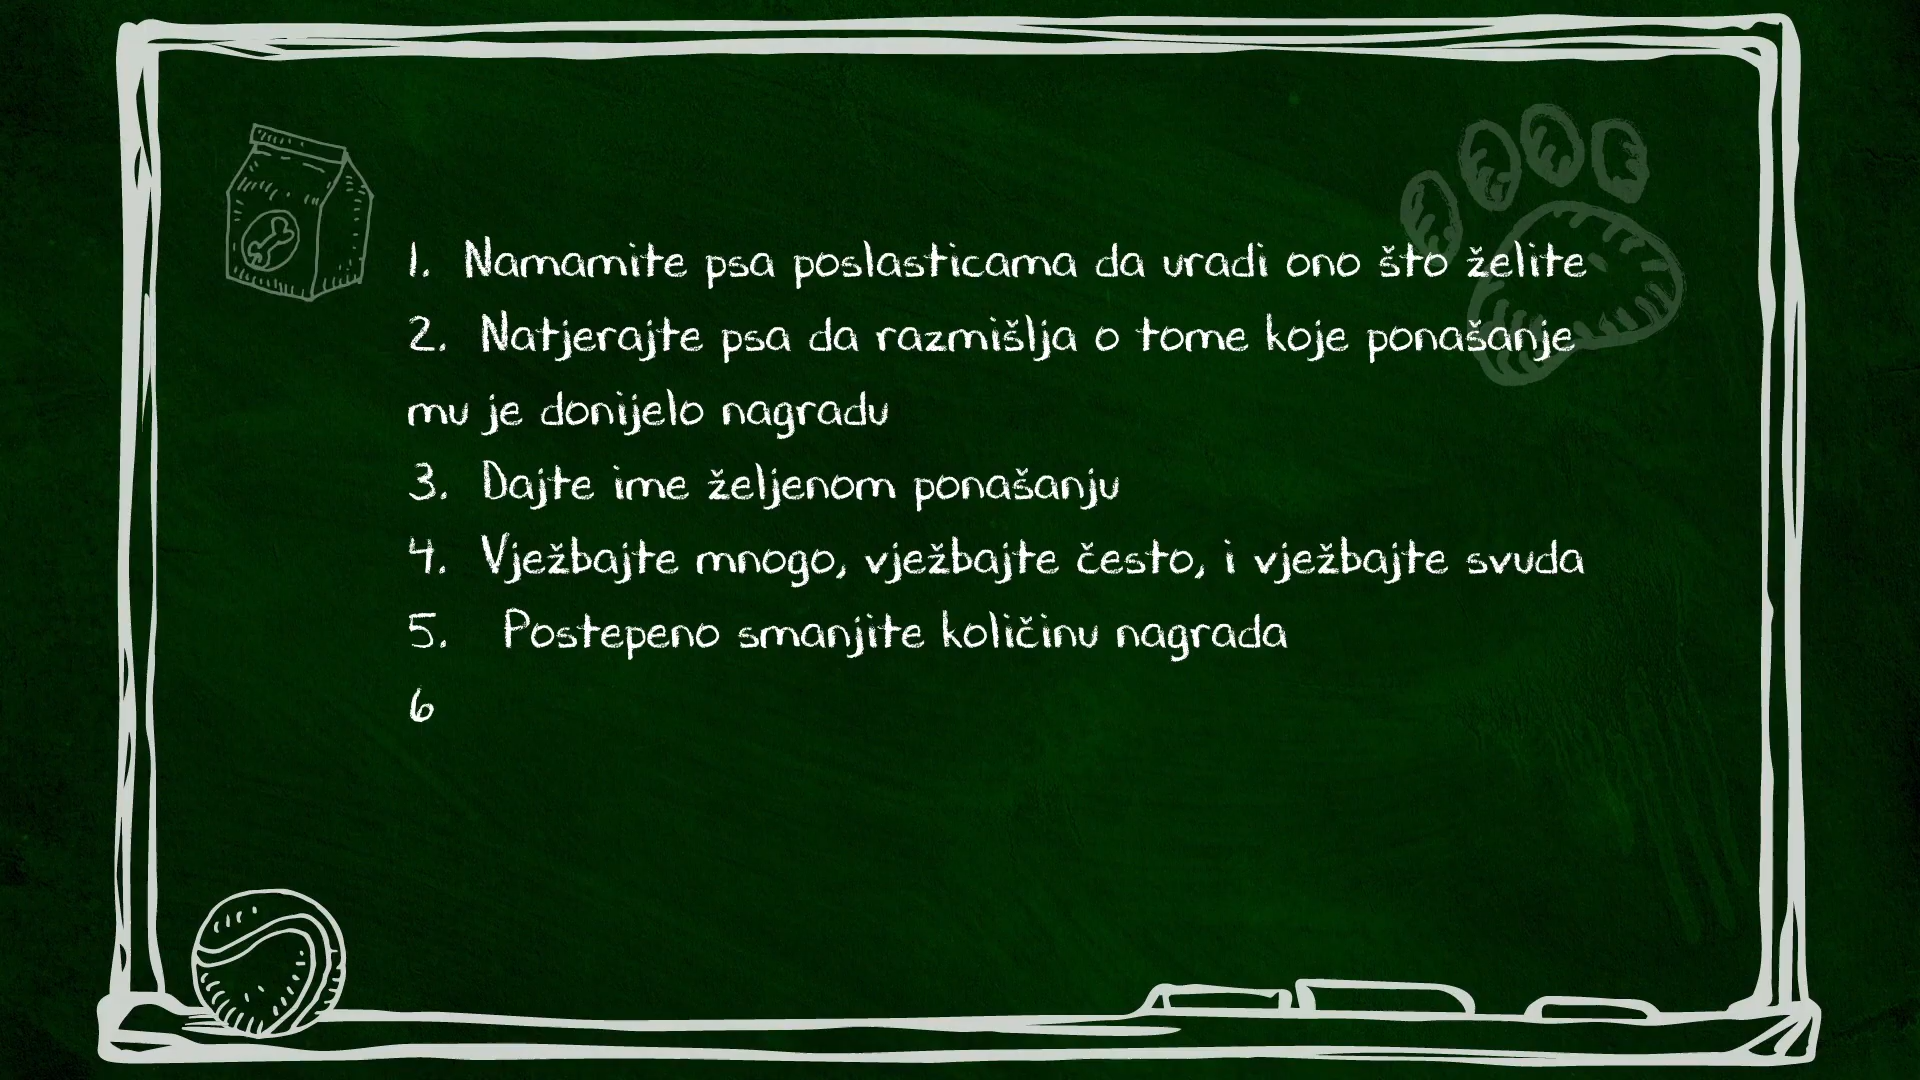 1. Namamite psa poslasticama da uradi ono što želite
2. Natjerajte psa da razmišlja o tome koje ponašanje
mu je donijelo nagradu
3. Dajte ime željenom ponašanju
4. Vježbajte mnogo, vježbajte često, i vježbajte svuda
5. Postepeno smanjite količinu nagrada
6